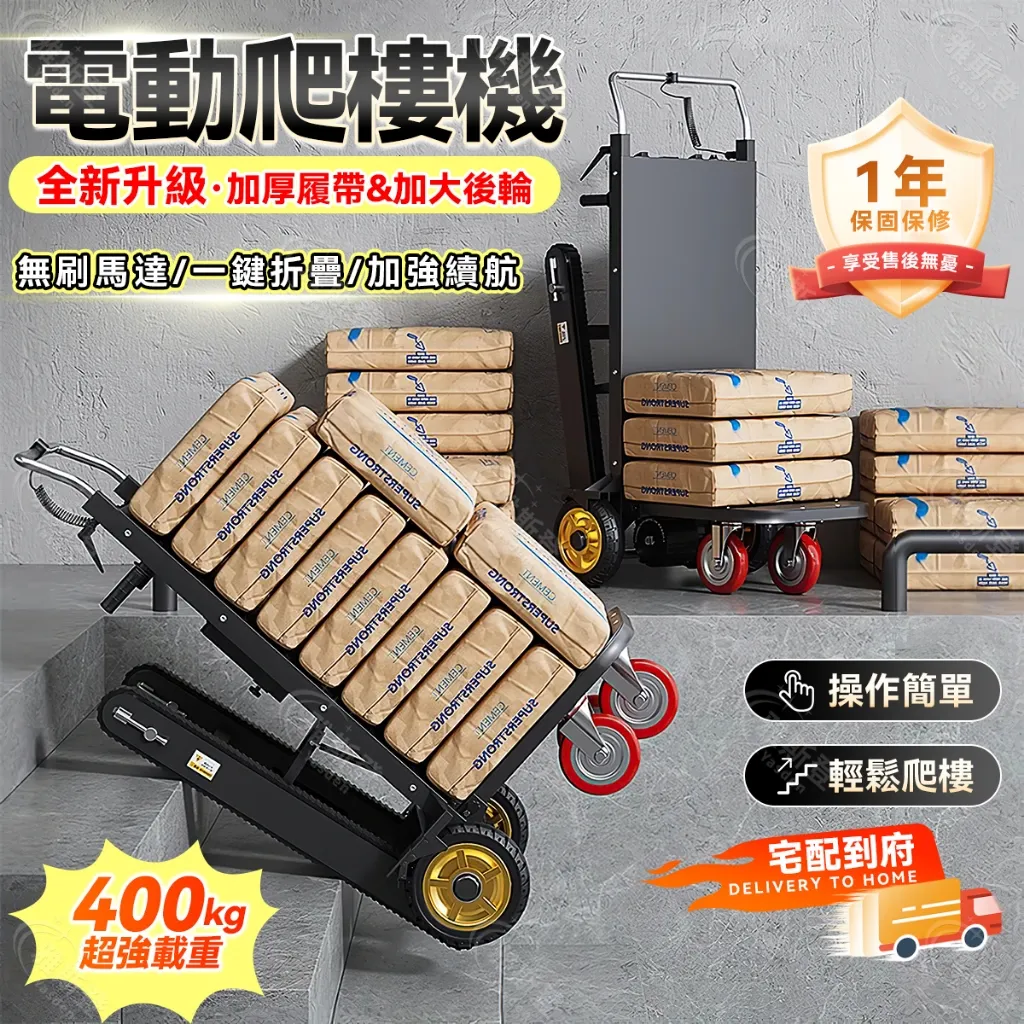 電動爬樓機
全新升級·加厚履帶&加大後輪
無刷馬達/一鍵折疊/加強續航
1年
保固保修
- 享受售後無憂 -
CEMENT
SUPERSTRONG
操作簡單
輕鬆爬樓
宅配到府
DELIVERY TO HOME
400kg
超強載重